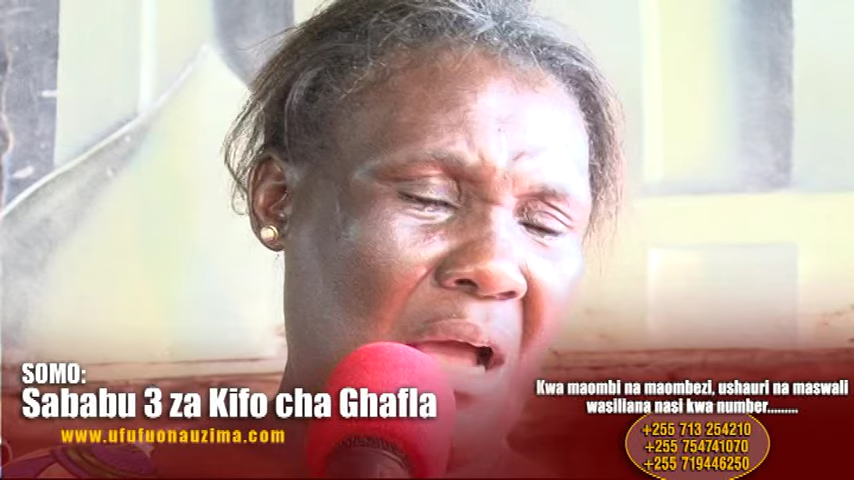 SOMO:
Sababu 3 za Kifo cha Ghafla
www.ufufuonauzima.com
Kwa maombi na maombezi, ushauri na maswali
wasiliana nasi kwa number.........
+255 713 254210
+255 754741070
+255 719446250